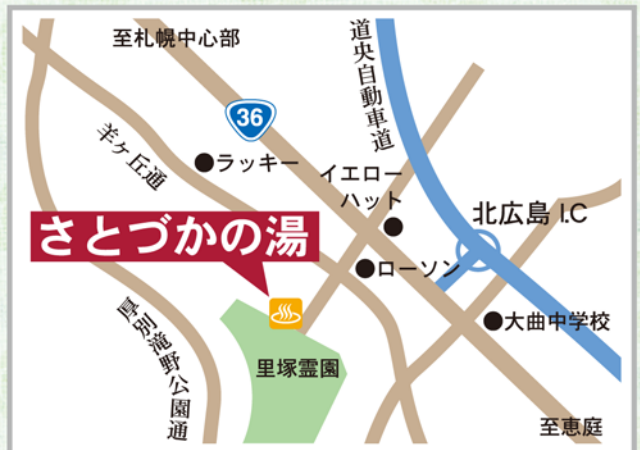 至札幌中心部
道央自動車道
36
羊ヶ丘通
ラッキー
イエロー
ハット
北広島 I.C
さとづかの湯
ローソン
大曲中学校
厚別滝野公園通
里塚霊園
至恵庭